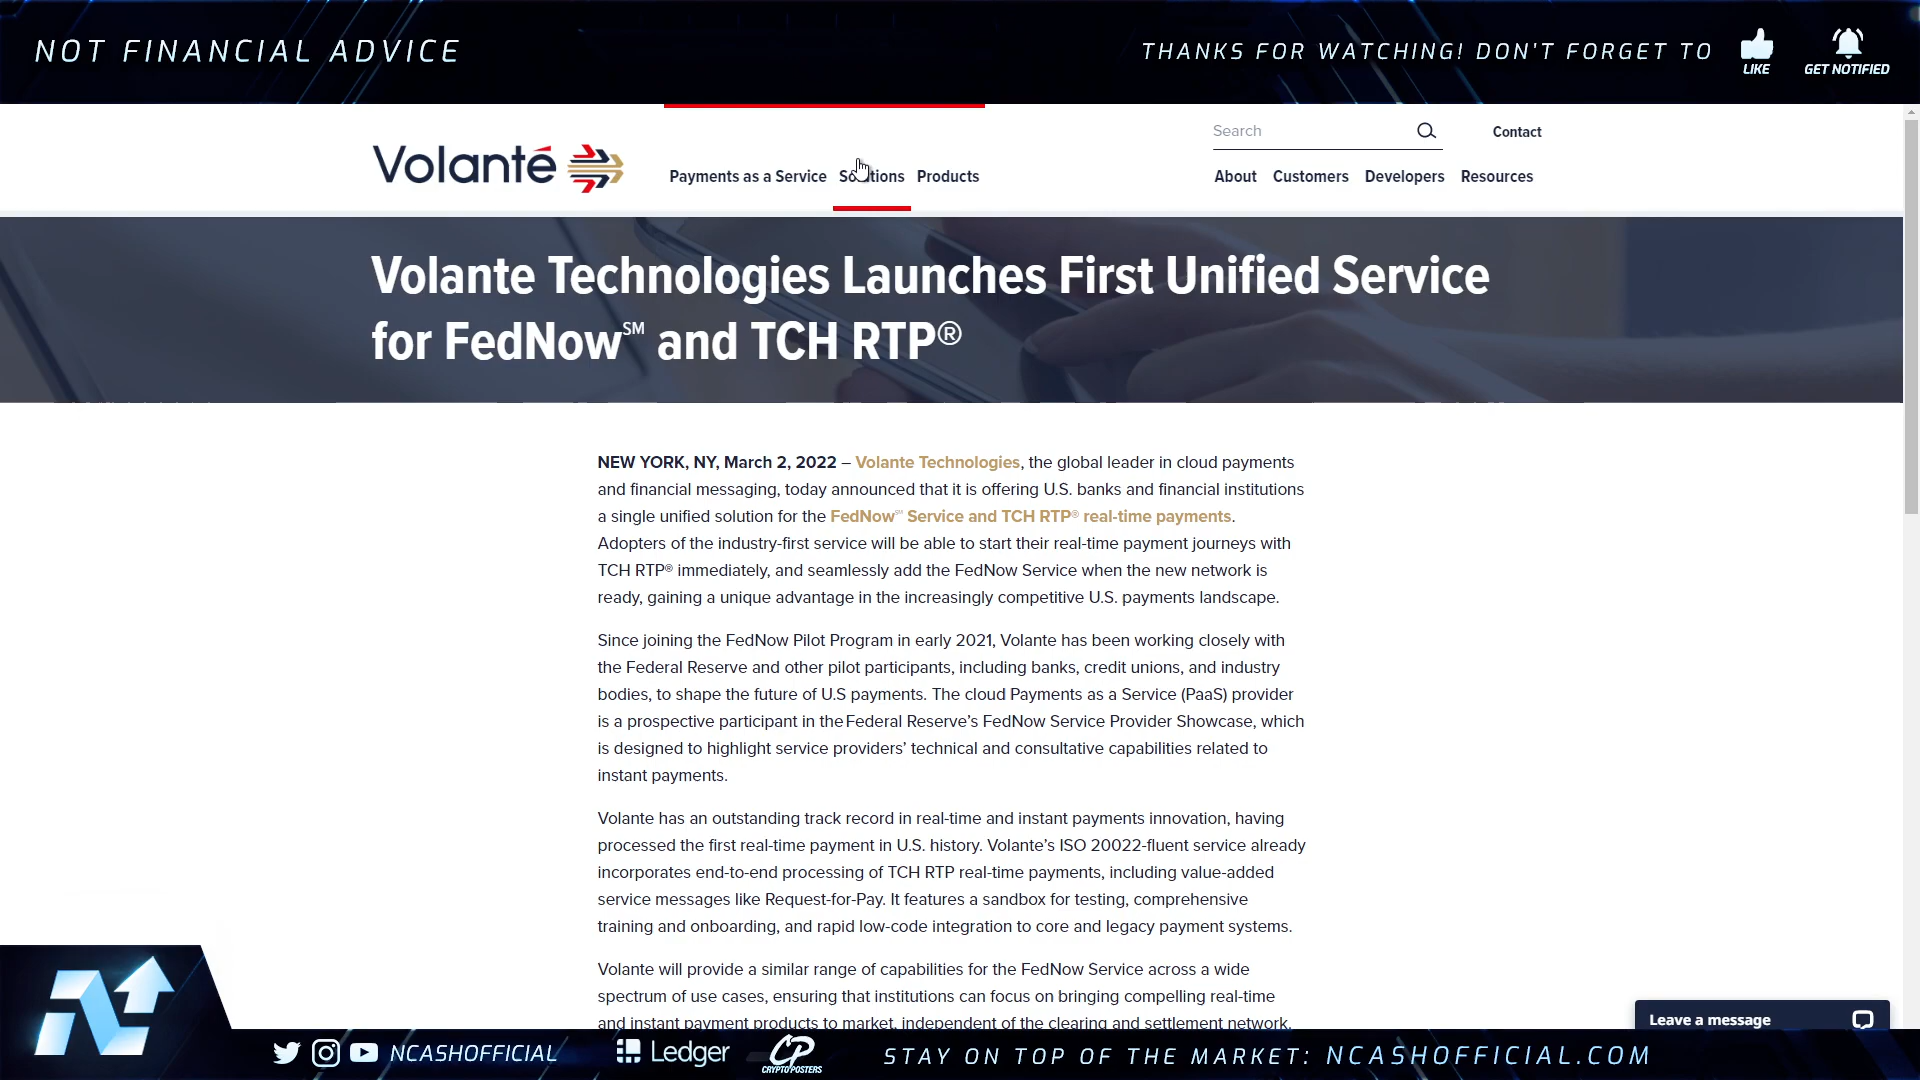 NOT FINANCIAL ADVICE
THANKS FOR WATCHING! DON'T FORGET TO
LIKE
GET NOTIFIED
Search
Contact
Volanté
Payments as a Service Solutions Products
About Customers Developers Resources
Volante Technologies Launches First Unified Service
for FedNow℠ and TCH RTP®
NEW YORK, NY, March 2, 2022 – Volante Technologies, the global leader in cloud payments
and financial messaging, today announced that it is offering U.S. banks and financial institutions
a single unified solution for the FedNow℠ Service and TCH RTP® real-time payments.
Adopters of the industry-first service will be able to start their real-time payment journeys with
TCH RTP® immediately, and seamlessly add the FedNow Service when the new network is
ready, gaining a unique advantage in the increasingly competitive U.S. payments landscape.
Since joining the FedNow Pilot Program in early 2021, Volante has been working closely with
the Federal Reserve and other pilot participants, including banks, credit unions, and industry
bodies, to shape the future of U.S payments. The cloud Payments as a Service (PaaS) provider
is a prospective participant in the Federal Reserve's FedNow Service Provider Showcase, which
is designed to highlight service providers' technical and consultative capabilities related to
instant payments.
Volante has an outstanding track record in real-time and instant payments innovation, having
processed the first real-time payment in U.S. history. Volante's ISO 20022-fluent service already
incorporates end-to-end processing of TCH RTP real-time payments, including value-added
service messages like Request-for-Pay. It features a sandbox for testing, comprehensive
training and onboarding, and rapid low-code integration to core and legacy payment systems.
Volante will provide a similar range of capabilities for the FedNow Service across a wide
spectrum of use cases, ensuring that institutions can focus on bringing compelling real-time
and instant payment products to market, independent of the clearing and settlement network.
Leave a message
NCASHOFFICIAL
Ledger
CP
CRYPTO POSTERS
STAY ON TOP OF THE MARKET: NCASHOFFICIAL.COM